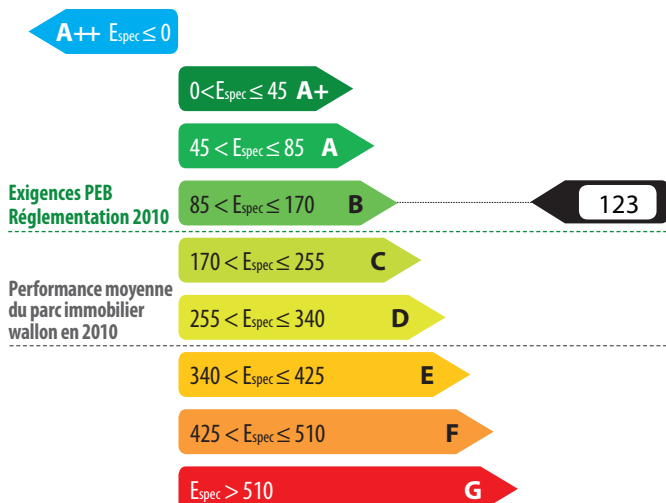 A++ Espec ≤ 0
0<Espec ≤ 45 A+
45 < Espec ≤ 85 A
Exigences PEB
Réglementation 2010
85 < Espec ≤ 170 B
123
170 < Espec ≤ 255 C
Performance moyenne
du parc immobilier
wallon en 2010
255 < Espec ≤ 340 D
340 < Espec ≤ 425 E
425 < Espec ≤ 510 F
Espec > 510 G